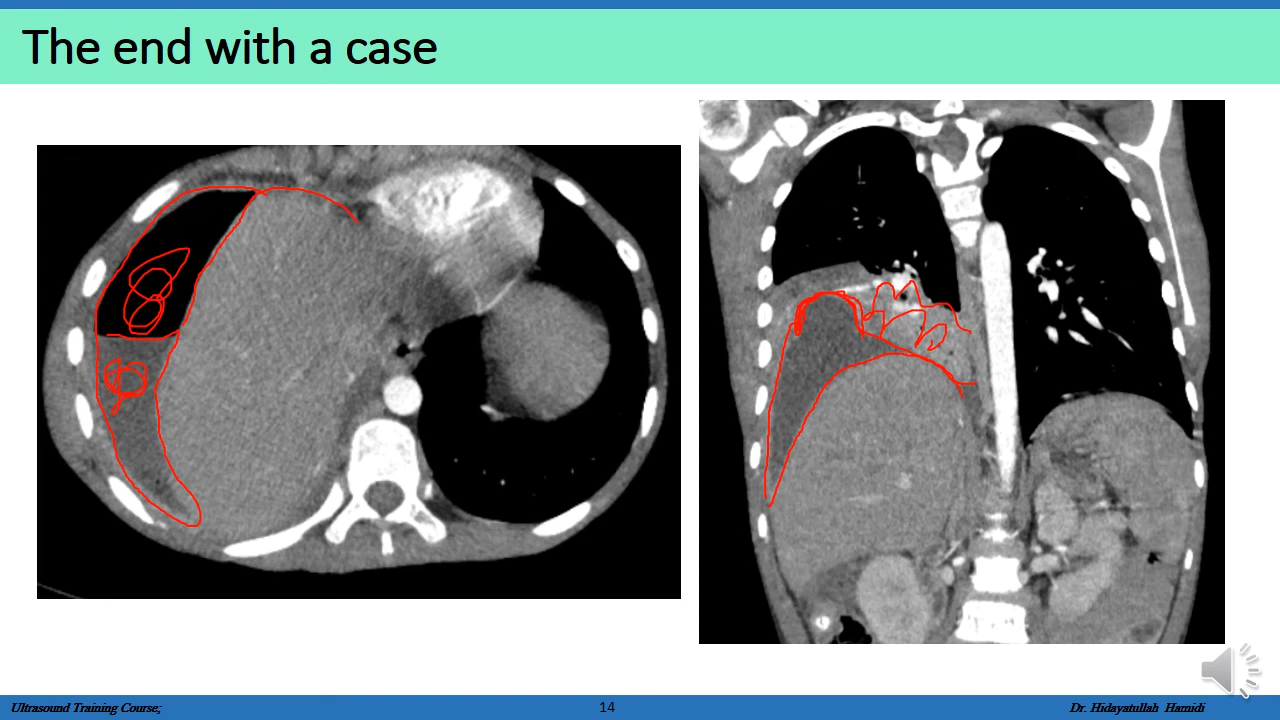 The end with a case
Ultrasound Training Course;
14
Dr. Hidayatullah Hamidi